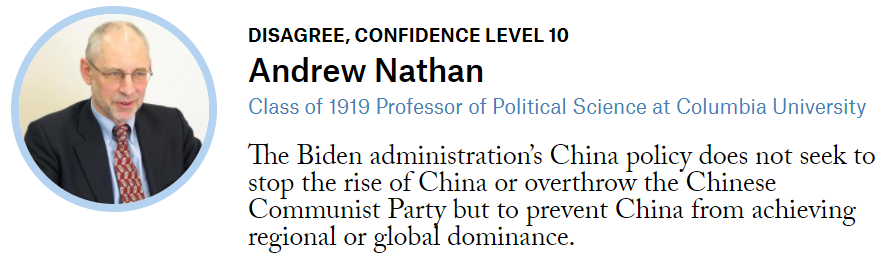 DISAGREE, CONFIDENCE LEVEL 10
Andrew Nathan
Class of 1919 Professor of Political Science at Columbia University
The Biden administration’s China policy does not seek to
stop the rise of China or overthrow the Chinese
Communist Party but to prevent China from achieving
regional or global dominance.